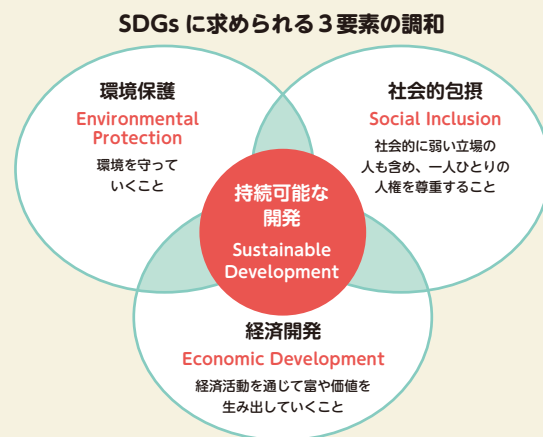 SDGs に求められる3要素の調和
環境保護
Environmental
Protection
環境を守って
いくこと
社会的包摂
Social Inclusion
社会的に弱い立場の
人も含め、一人ひとりの
人権を尊重すること
持続可能な
開発
Sustainable
Development
経済開発
Economic Development
経済活動を通じて富や価値を
生み出していくこと